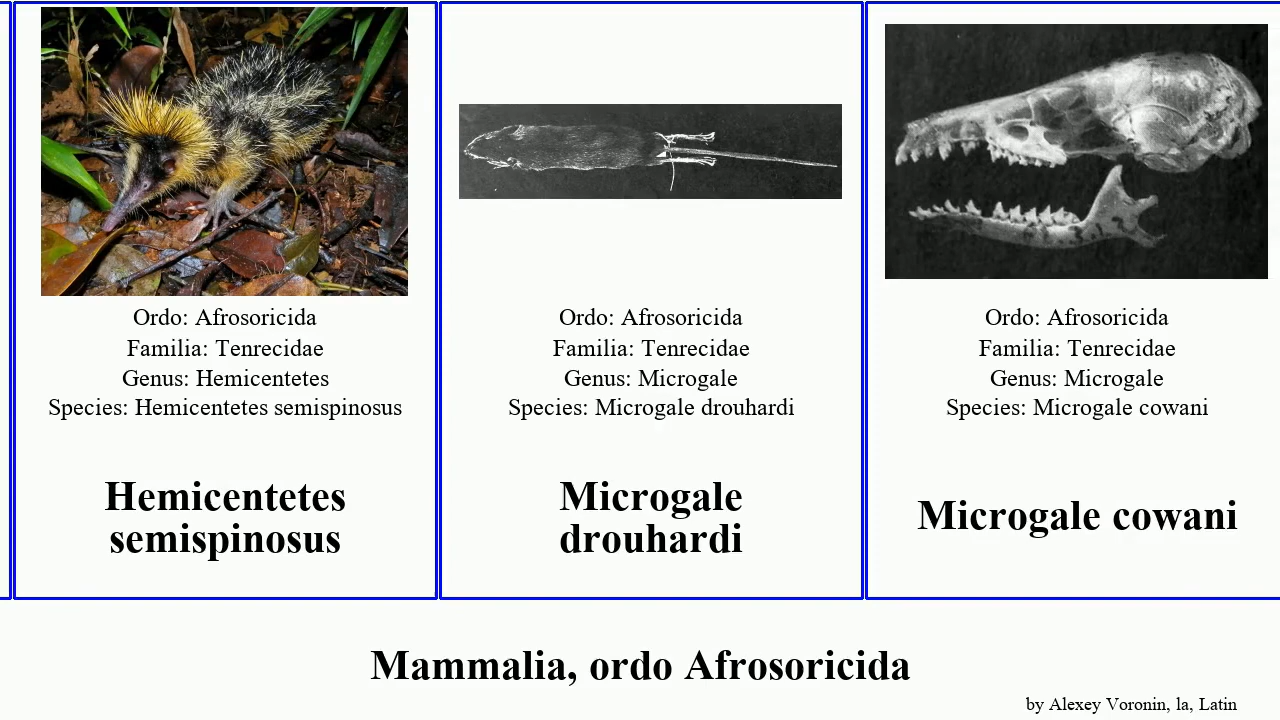 Ordo: Afrosoricida
Familia: Tenrecidae
Genus: Hemicentetes
Species: Hemicentetes semispinosus
Hemicentetes
semispinosus
Ordo: Afrosoricida
Familia: Tenrecidae
Genus: Microgale
Species: Microgale drouhardi
Microgale
drouhardi
Ordo: Afrosoricida
Familia: Tenrecidae
Genus: Microgale
Species: Microgale cowani
Microgale cowani
Mammalia, ordo Afrosoricida
by Alexey Voronin, la, Latin